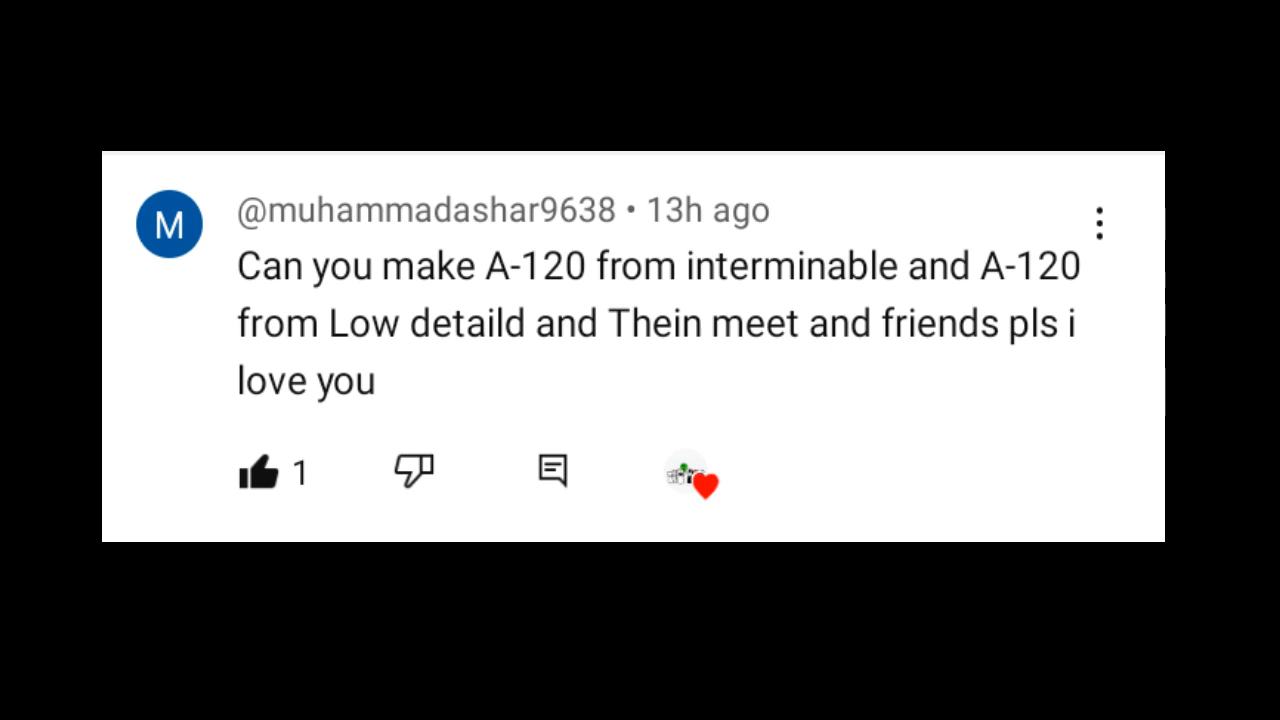 M
@muhammadashar9638 • 13h ago
Can you make A-120 from interminable and A-120
from Low detaild and Thein meet and friends pls i
love you
1